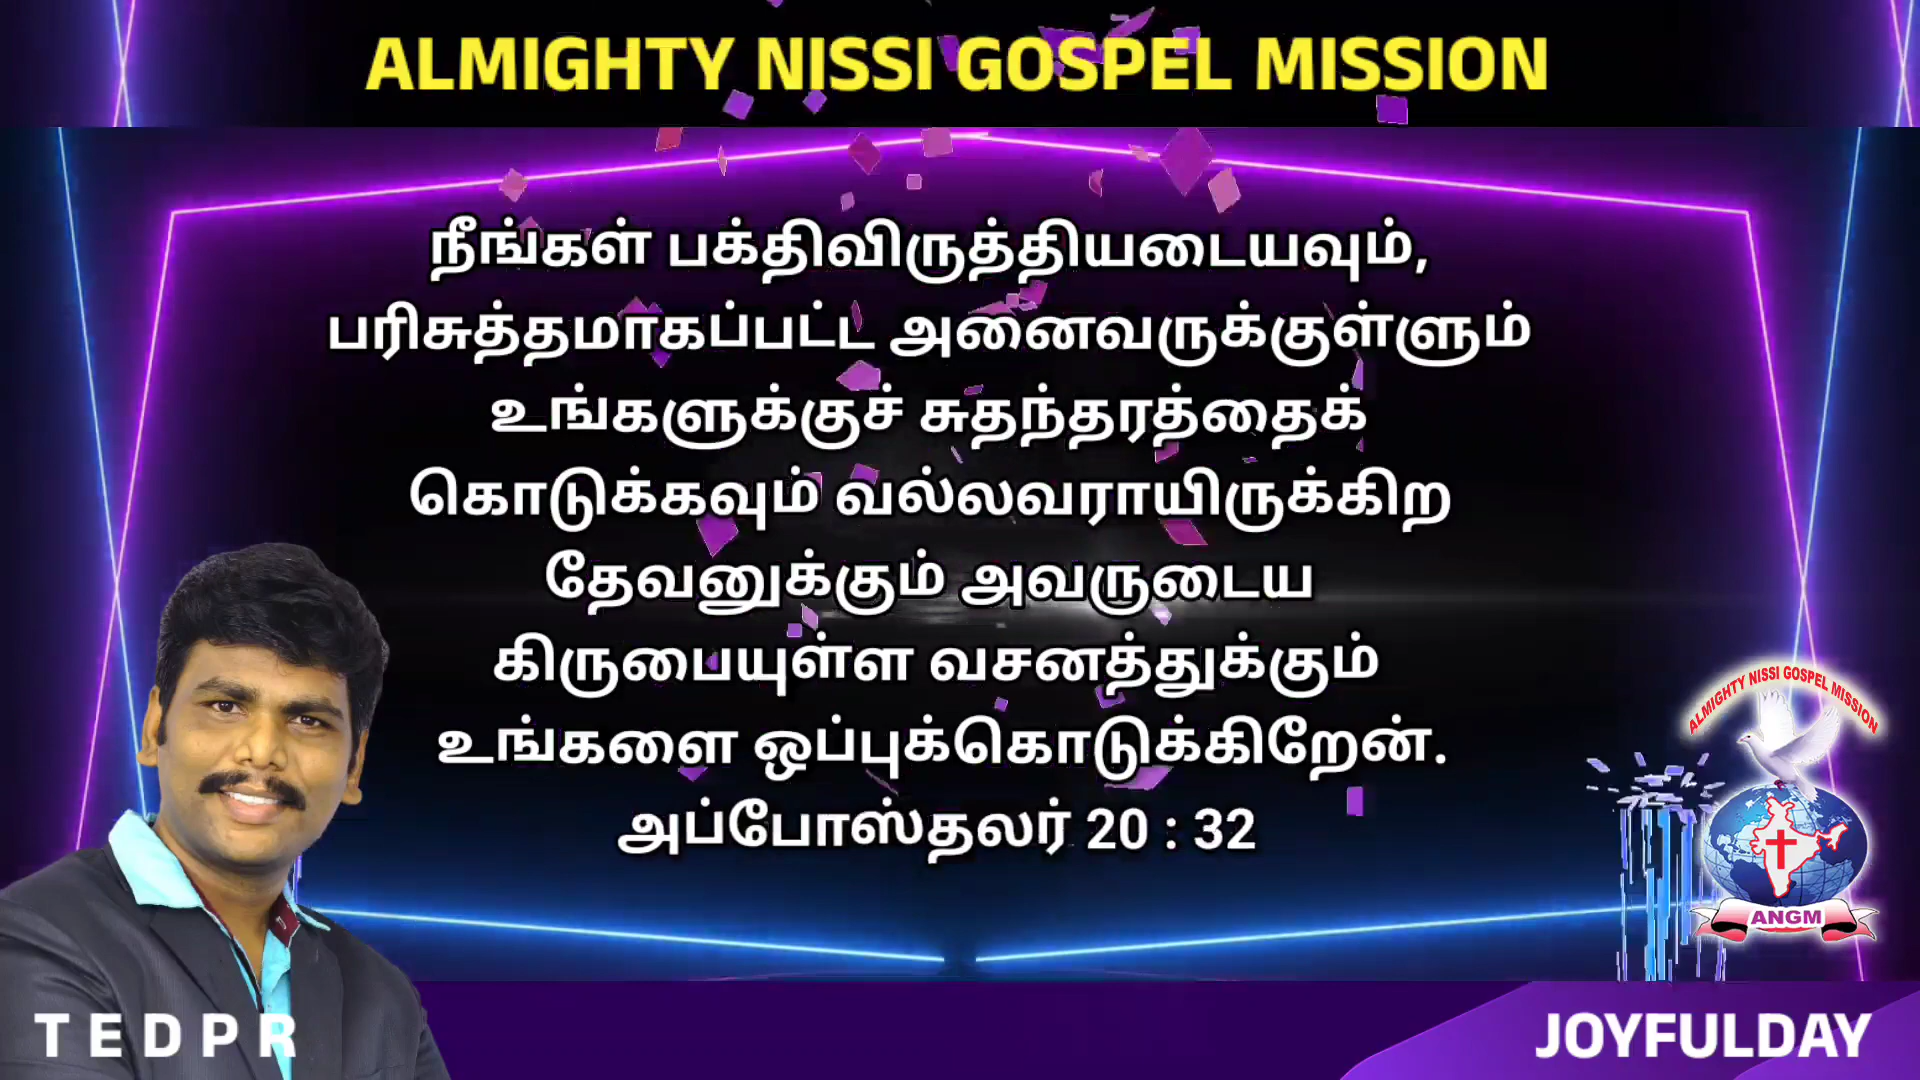 ALMIGHTY NISSI GOSPEL MISSION
நீங்கள் பக்திவிருத்தியடையவும்,
பரிசுத்தமாகப்பட்ட அனைவருக்குள்ளும்
உங்களுக்குச் சுதந்தரத்தைக்
கொடுக்கவும் வல்லவராயிருக்கிற
தேவனுக்கும் அவருடைய
கிருபையுள்ள வசனத்துக்கும்
உங்களை ஒப்புக்கொடுக்கிறேன்.
அப்போஸ்தலர் 20 : 32
ALMIGHTY NISSI GOSPEL MISSION
ANGM
TEDPR
JOYFULDAY